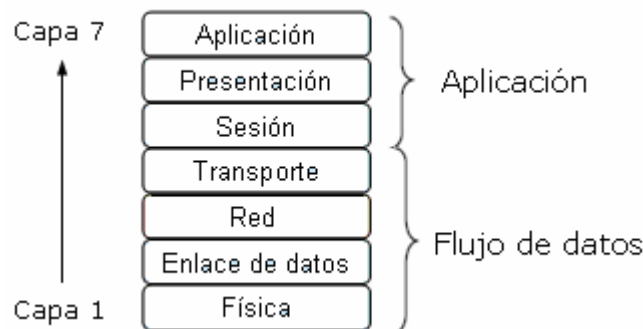 Capa 7
Aplicación
Presentación
Sesión
Aplicación
Transporte
Red
Enlace de datos
Física
Flujo de datos
Capa 1